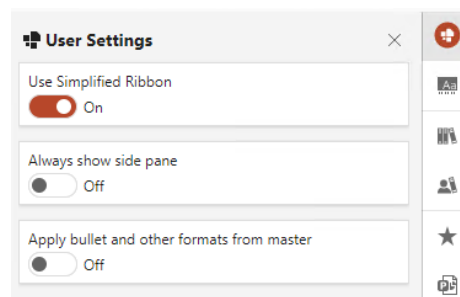 User Settings
Use Simplified Ribbon
On
Aa
Always show side pane
Off
Apply bullet and other formats from master
Off